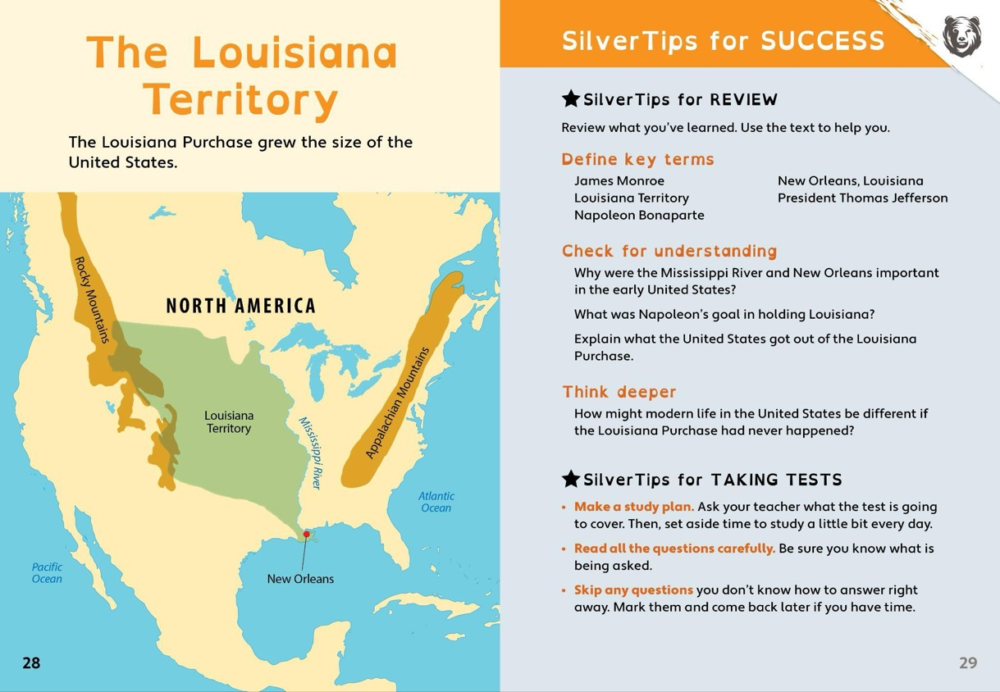 The Louisiana
Territory
The Louisiana Purchase grew the size of the
United States.
Rocky Mountains
NORTH AMERICA
Appalachian Mountains
Louisiana
Territory
Mississippi River
Atlantic
Ocean
Pacific
Ocean
New Orleans
28
SilverTips for SUCCESS
SilverTips for REVIEW
Review what you’ve learned. Use the text to help you.
Define key terms
James Monroe
Louisiana Territory
Napoleon Bonaparte
New Orleans, Louisiana
President Thomas Jefferson
Check for understanding
Why were the Mississippi River and New Orleans important
in the early United States?
What was Napoleon’s goal in holding Louisiana?
Explain what the United States got out of the Louisiana
Purchase.
Think deeper
How might modern life in the United States be different if
the Louisiana Purchase had never happened?
SilverTips for TAKING TESTS
• Make a study plan. Ask your teacher what the test is going
to cover. Then, set aside time to study a little bit every day.
• Read all the questions carefully. Be sure you know what is
being asked.
• Skip any questions you don’t know how to answer right
away. Mark them and come back later if you have time.
29